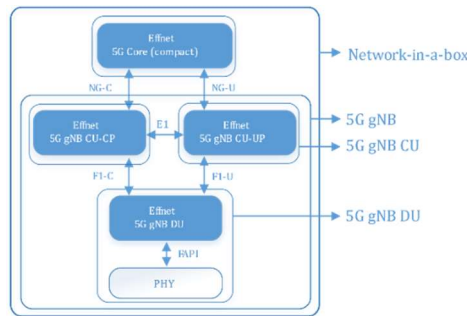 Effnet
5G Core (compact)
Network-in-a-box
NG-C
NG-U
5G gNB
Effnet
5G gNB CU-CP
E1
Effnet
5G gNB CU-UP
5G gNB CU
F1-C
F1-U
Effnet
5G gNB DU
5G gNB DU
FAPI
PHY